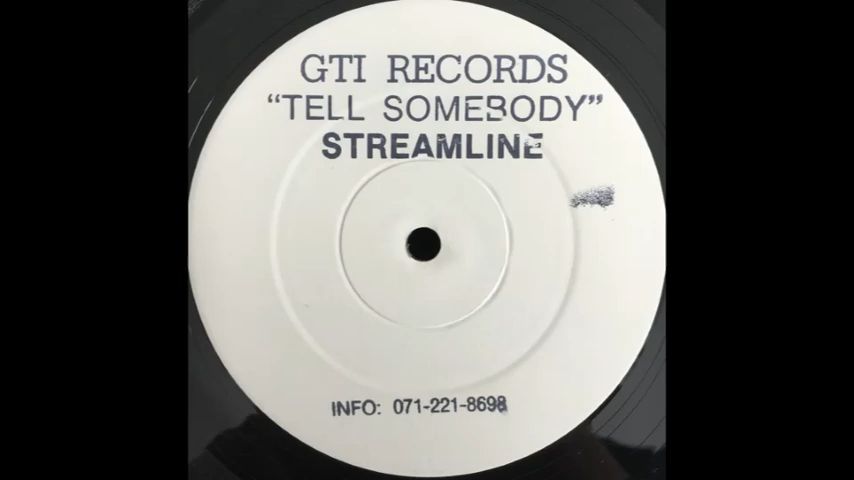 GTI RECORDS
“TELL SOMEBODY”
STREAMLINE
INFO: 071-221-8698